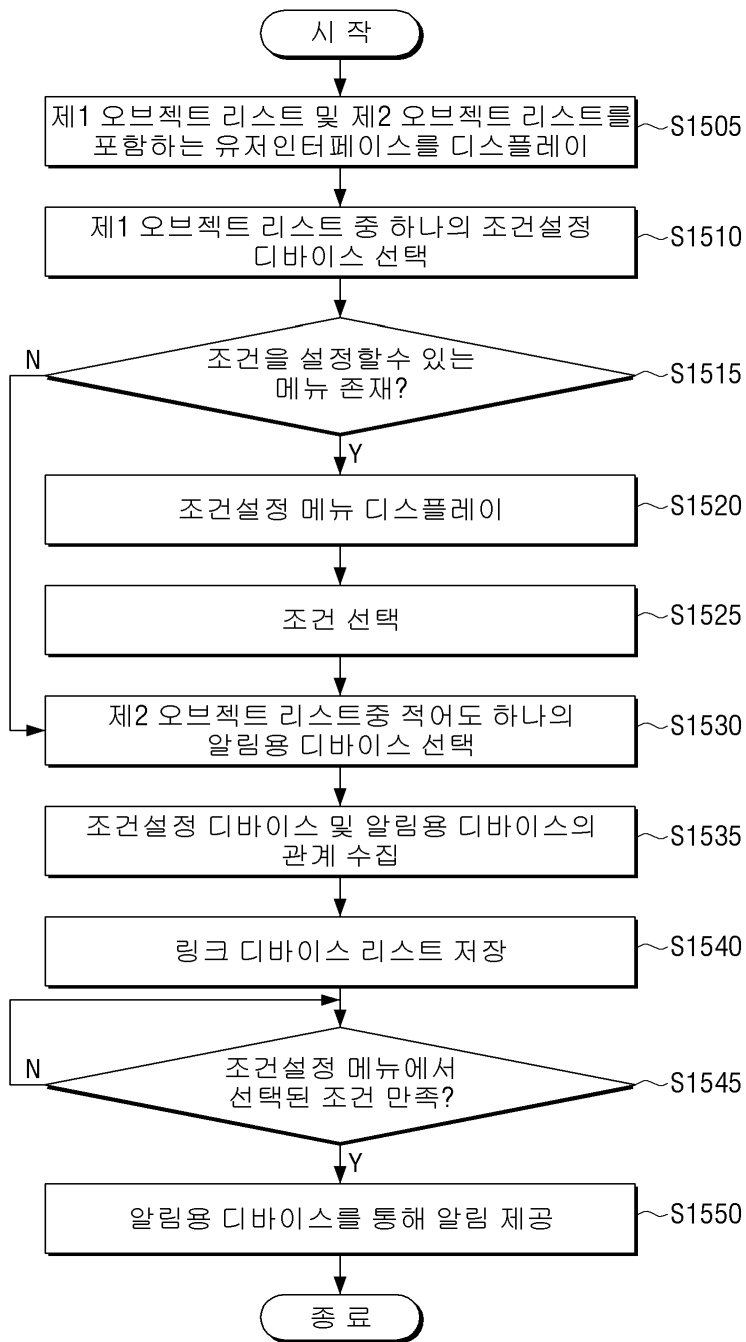 시 작
제1 오브젝트 리스트 및 제2 오브젝트 리스트를
포함하는 유저인터페이스를 디스플레이
S1505
제1 오브젝트 리스트 중 하나의 조건설정
디바이스 선택
S1510
조건을 설정할수 있는
메뉴 존재?
S1515
N
Y
조건설정 메뉴 디스플레이
S1520
조건 선택
S1525
제2 오브젝트 리스트중 적어도 하나의
알림용 디바이스 선택
S1530
조건설정 디바이스 및 알림용 디바이스의
관계 수집
S1535
링크 디바이스 리스트 저장
S1540
조건설정 메뉴에서
선택된 조건 만족?
S1545
N
Y
알림용 디바이스를 통해 알림 제공
S1550
종 료